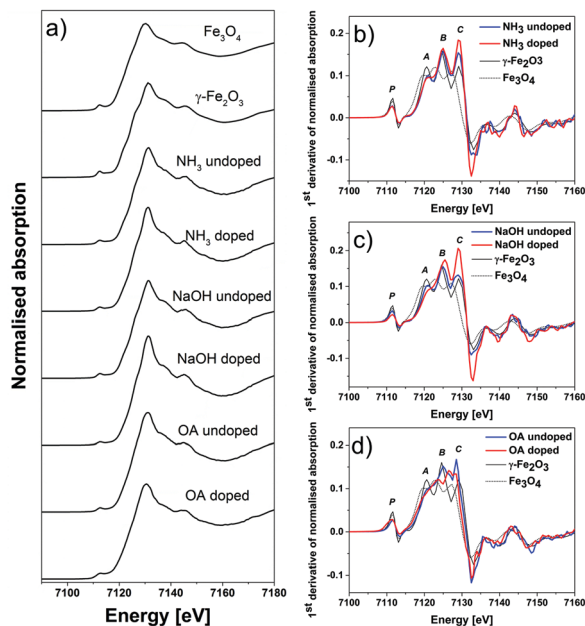 a)
Fe3O4
γ-Fe2O3
NH3 undoped
NH3 doped
NaOH undoped
NaOH doped
OA undoped
OA doped
Normalised absorption
7100 7120 7140 7160 7180
Energy [eV]
b)
NH3 undoped
NH3 doped
γ-Fe2O3
Fe3O4
P A B C
0.2
0.1
0.0
-0.1
1st derivative of normalised absorption
7100 7110 7120 7130 7140 7150 7160
Energy [eV]
c)
NaOH undoped
NaOH doped
γ-Fe2O3
Fe3O4
P A B C
0.2
0.1
0.0
-0.1
1st derivative of normalised absorption
7100 7110 7120 7130 7140 7150 7160
Energy [eV]
d)
OA undoped
OA doped
γ-Fe2O3
Fe3O4
P A B C
0.2
0.1
0.0
-0.1
1st derivative of normalised absorption
7100 7110 7120 7130 7140 7150 7160
Energy [eV]